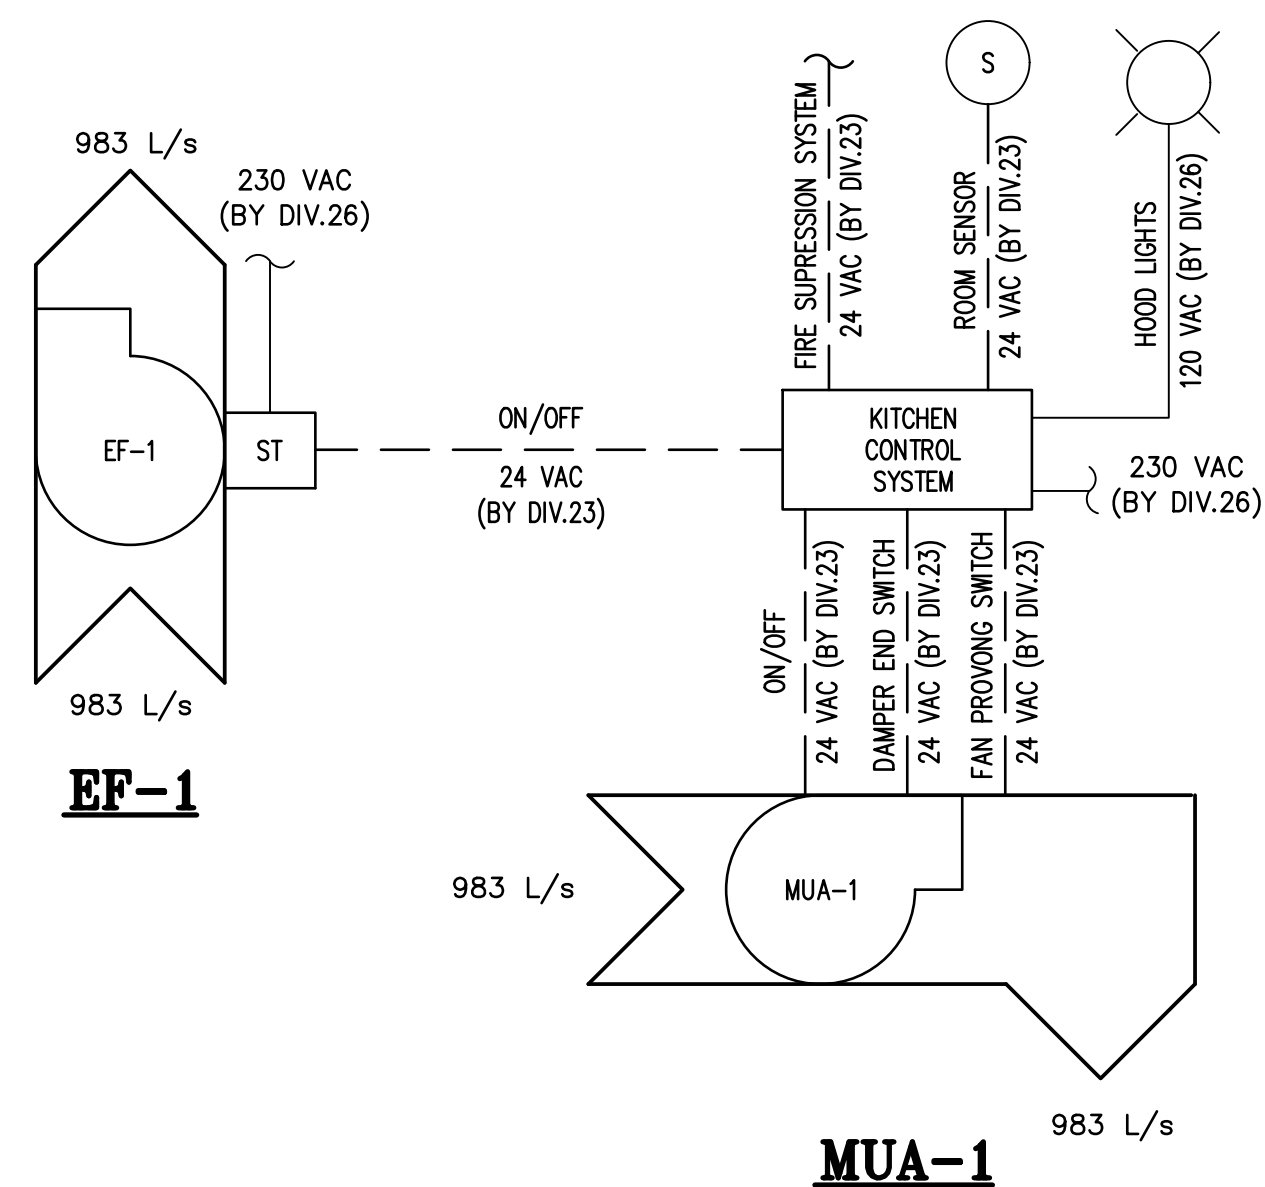 983 L/s
230 VAC
(BY DIV.26)
EF-1
ST
983 L/s
EF-1
ON/OFF
24 VAC
(BY DIV.23)
FIRE SUPRESSION SYSTEM
24 VAC (BY DIV.23)
S
ROOM SENSOR
24 VAC (BY DIV.23)
HOOD LIGHTS
120 VAC (BY DIV.26)
KITCHEN
CONTROL
SYSTEM
230 VAC
(BY DIV.26)
ON/OFF
24 VAC (BY DIV.23)
DAMPER END SWITCH
24 VAC (BY DIV.23)
FAN PROVONG SWITCH
24 VAC (BY DIV.23)
983 L/s
MUA-1
983 L/s
MUA-1